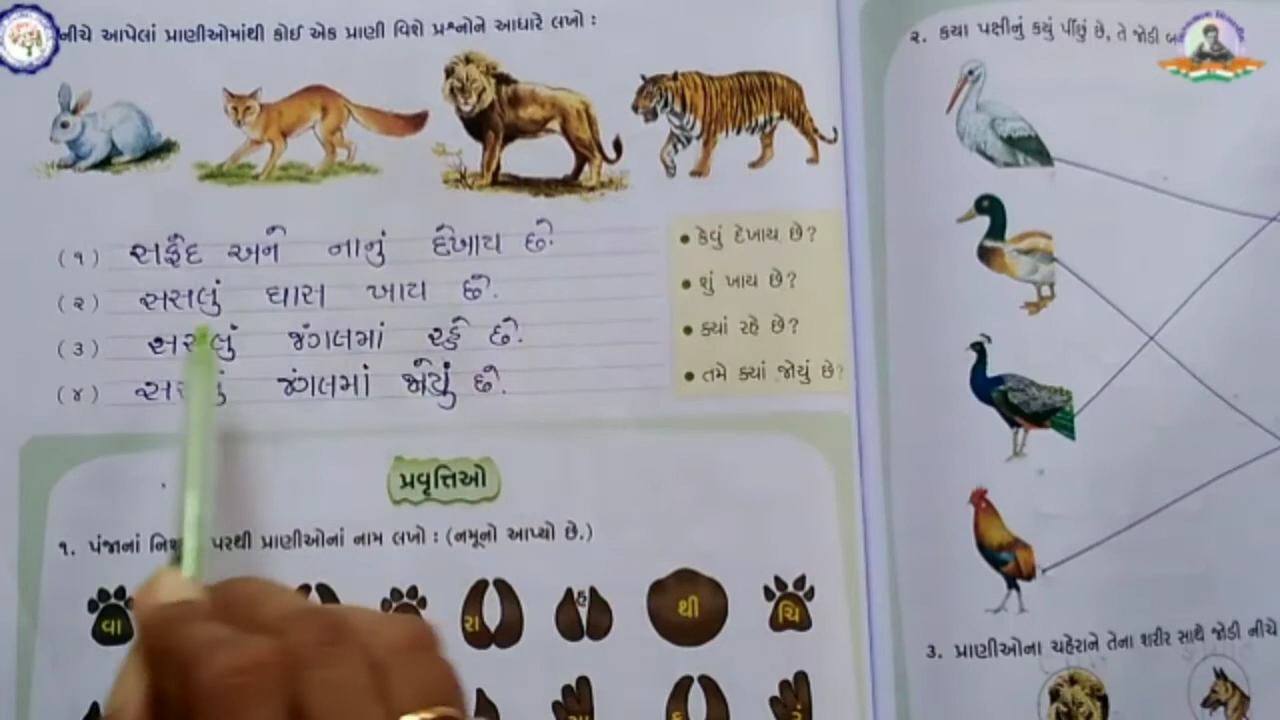 નીચે આપેલાં પ્રાણીઓમાંથી કોઈ એક પ્રાણી વિશે પ્રશ્નોને આધારે લખો :
(૧) સફેદ અને નાનું દેખાય છે.
(૨) સસલું ઘાસ ખાય છે.
(૩) જંગલમાં રહે છે.
(૪) જંગલમાં જોયું છે.
• કેવું દેખાય છે?
• શું ખાય છે?
• ક્યાં રહે છે?
• તમે ક્યાં જોયું છે?
પ્રવૃત્તિઓ
૧. પંજાનાં પરથી પ્રાણીઓનાં નામ લખો : (નમૂનો આપ્યો છે.)
વા રા હ થી ચિ
૨. કયા પક્ષીનું કયું પીંછું છે, તે જોડી
૩. પ્રાણીઓના ચહેરાને તેના શરીર સાથે જોડી નીચે